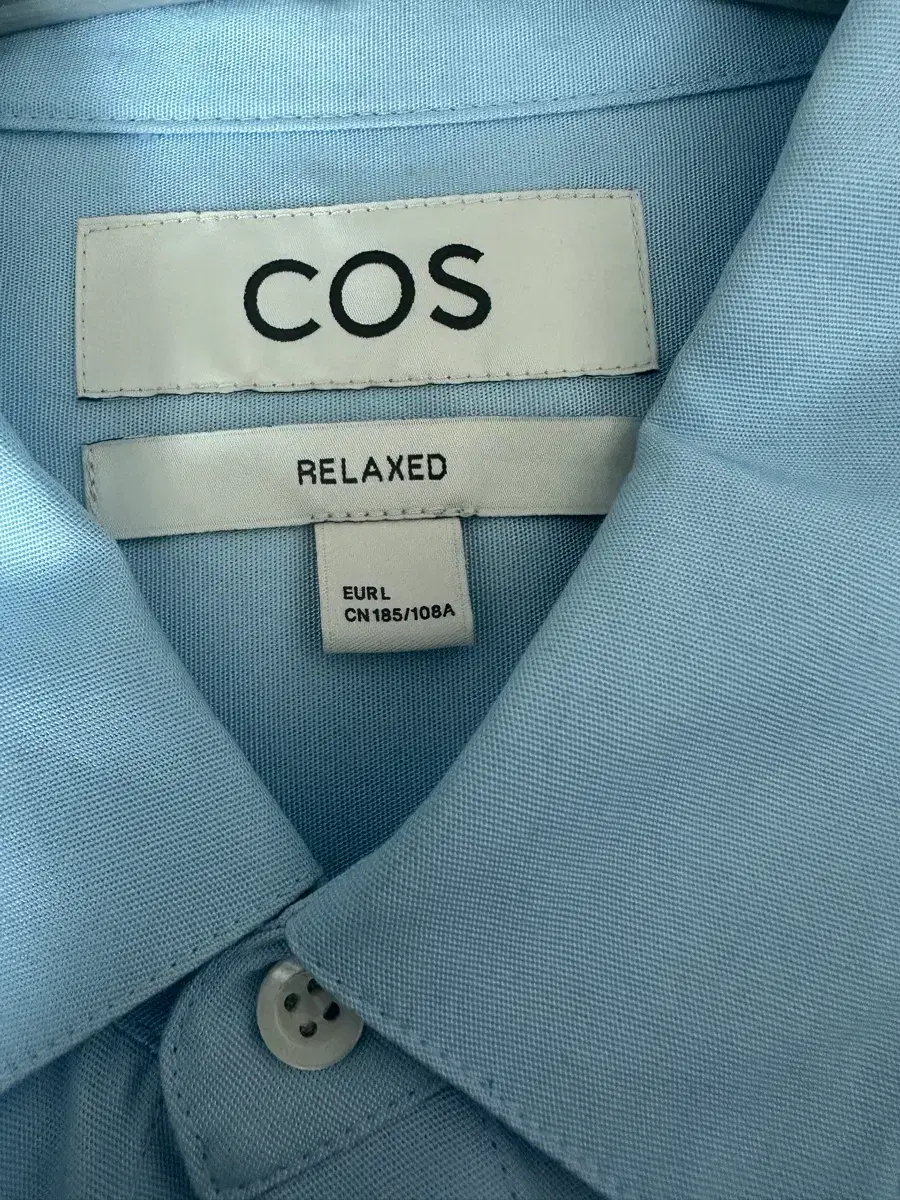 COS
RELAXED
EUR L
CN 185/108A